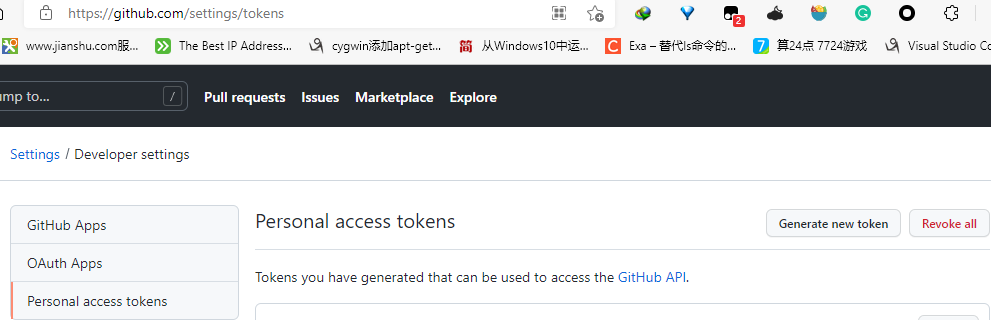 https://github.com/settings/tokens
2
www.jianshu.com服...
The Best IP Address...
cygwin添加apt-get...
简
从Windows10中运...
C
Exa – 替代ls命令的...
7
算24点 7724游戏
Visual Studio Co
ump to...
/
Pull requests
Issues
Marketplace
Explore
Settings / Developer settings
GitHub Apps
OAuth Apps
Personal access tokens
Personal access tokens
Generate new token
Revoke all
Tokens you have generated that can be used to access the GitHub API.